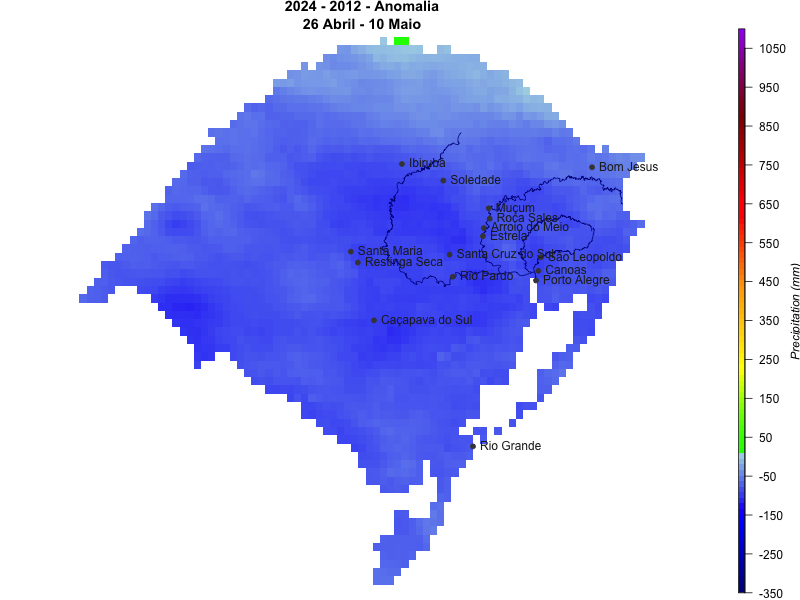 2024 - 2012 - Anomalia
26 Abril - 10 Maio
Ibirubá
Bom Jesus
Soledade
Mucum
Roca Sales
Arroio do Meio
Estrela
Santa Maria
Santa Cruz do Sul
São Leopoldo
Restinga Seca
Canoas
Rio Pardo
Porto Alegre
Caçapava do Sul
Rio Grande
1050
950
850
750
650
550
450
350
250
150
50
-50
-150
-250
-350
Precipitation (mm)